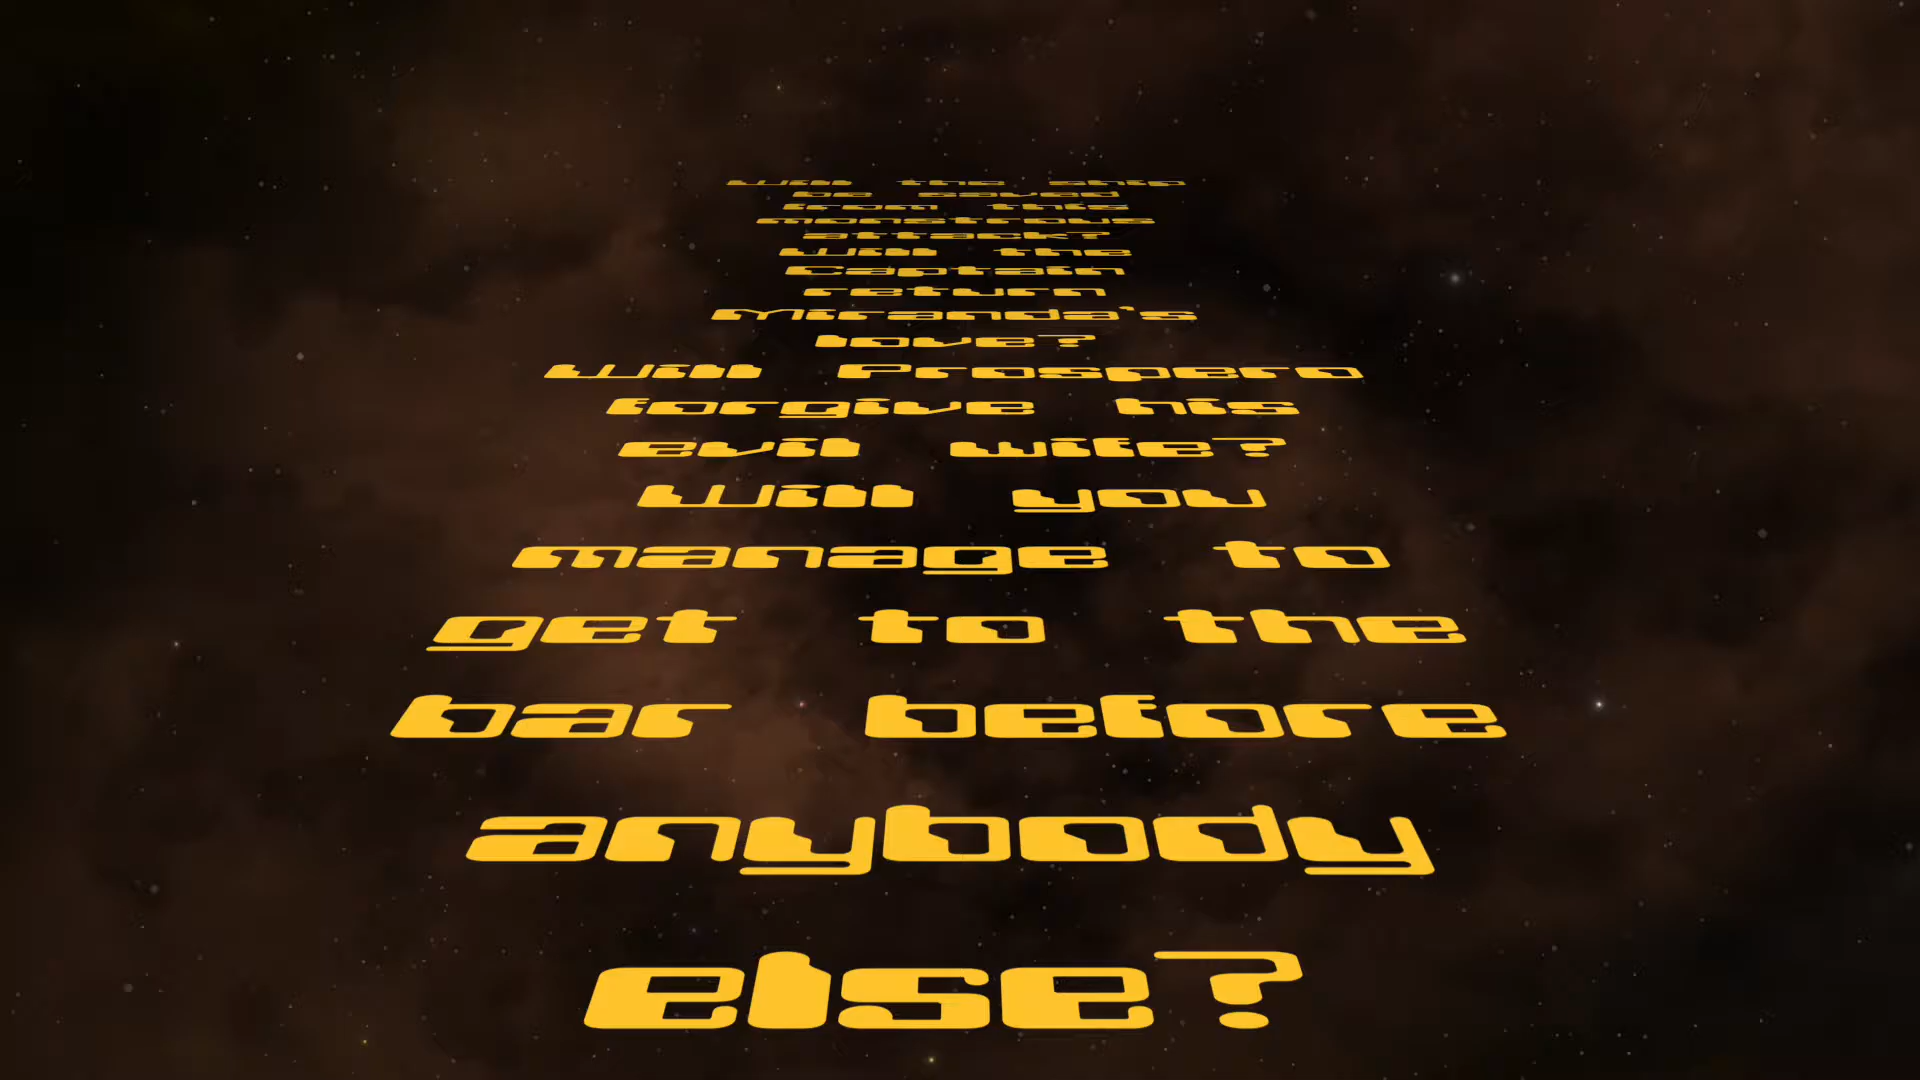 Will the ship
be saved
from this
monstrous
attack?
Will the
Captain
return
Miranda's
love?
Will Prospero
forgive his
evil wife?
Will you
manage to
get to the
bar before
anybody
else?